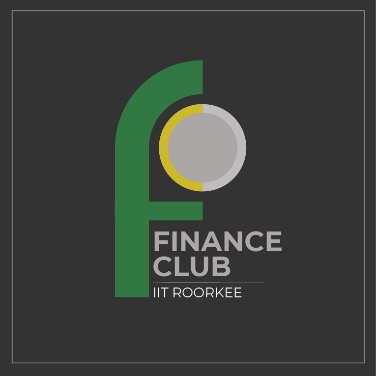 FINANCE
CLUB
IIT ROORKEE